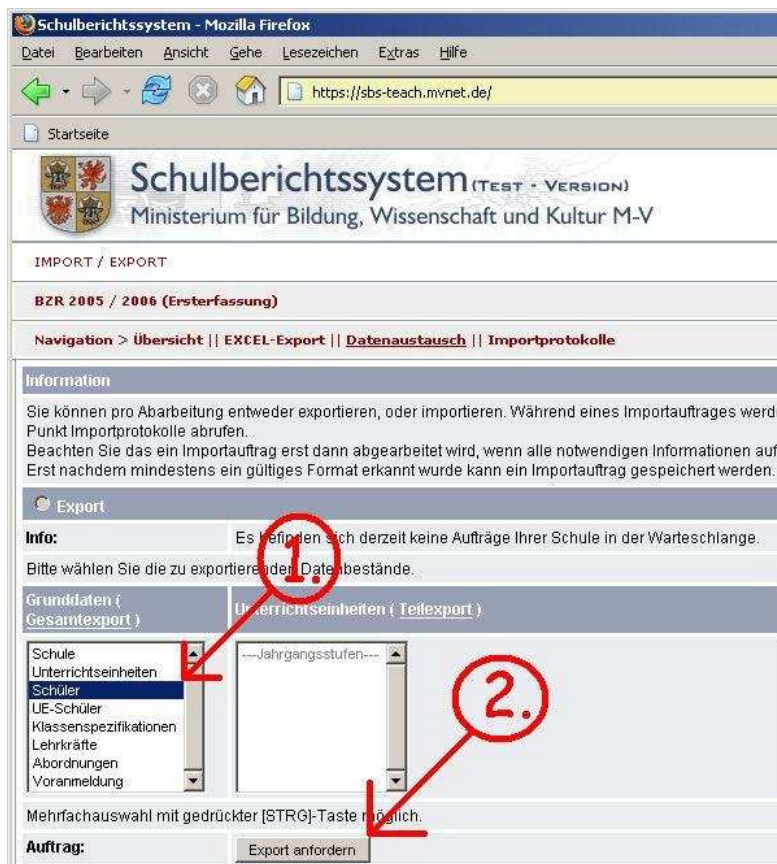 Schulberichtssystem - Mozilla Firefox
Datei Bearbeiten Ansicht Gehe Lesezeichen Extras Hilfe
https://sbs-teach.mvnet.de/
Startseite
Schulberichtssystem (TEST - VERSION)
Ministerium für Bildung, Wissenschaft und Kultur M-V
IMPORT / EXPORT
BZR 2005 / 2006 (Ersterfassung)
Navigation > Übersicht || EXCEL-Export || Datenaustausch || Importprotokolle
Information
Sie können pro Abarbeitung entweder exportieren, oder importieren. Während eines Importauftrages werd
Punkt Importprotokolle abrufen.
Beachten Sie das ein Importauftrag erst dann abgearbeitet wird, wenn alle notwendigen Informationen auf
Erst nachdem mindestens ein gültiges Format erkannt wurde kann ein Importauftrag gespeichert werden.
Export
Info: Es befinden sich derzeit keine Aufträge Ihrer Schule in der Warteschlange.
1.
Bitte wählen Sie die zu exportierenden Datenbestände.
Grunddaten (
Gesamtexport )
Unterrichtseinheiten ( Teilexport )
Schule
Unterrichtseinheiten
Schüler
UE-Schüler
Klassenspezifikationen
Lehrkräfte
Abordnungen
Voranmeldung
---Jahrgangsstufen---
2.
Mehrfachauswahl mit gedrückter [STRG]-Taste möglich.
Auftrag: Export anfordern